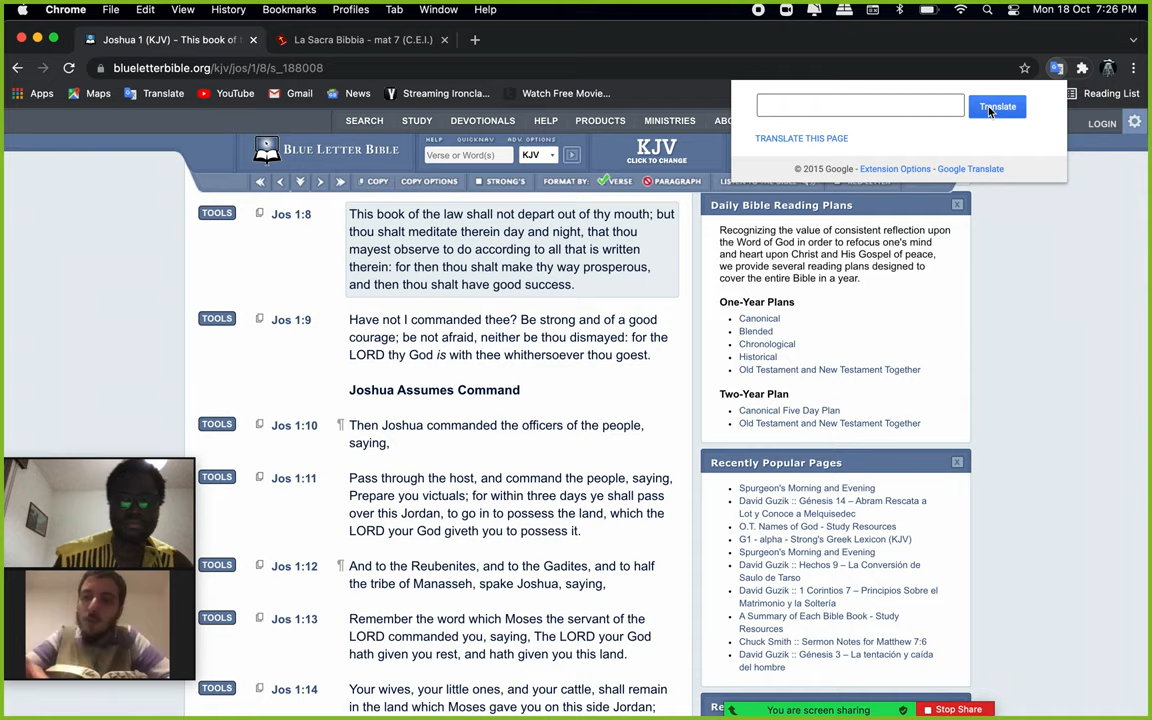 Chrome File Edit View History Bookmarks Profiles Tab Window Help Mon 18 Oct 7:26 PM
Joshua 1 (KJV) - This book of La Sacra Bibbia - mat 7 (C.E.I.)
blueletterbible.org/kjv/jos/1/8/s_188008
Apps Maps Translate YouTube Gmail News Streaming Ironcla... Watch Free Movie... Reading List
Translate
TRANSLATE THIS PAGE
© 2015 Google - Extension Options - Google Translate
SEARCH STUDY DEVOTIONALS HELP PRODUCTS MINISTRIES LOGIN
BLUE LETTER BIBLE
HELP QUICKNAV ADV OPTIONS
Verse or Word(s) KJV
KJV
CLICK TO CHANGE
COPY COPY OPTIONS STRONG'S FORMAT BY: VERSE PARAGRAPH
TOOLS Jos 1:8 This book of the law shall not depart out of thy mouth; but
thou shalt meditate therein day and night, that thou
mayest observe to do according to all that is written
therein: for then thou shalt make thy way prosperous,
and then thou shalt have good success.
TOOLS Jos 1:9 Have not I commanded thee? Be strong and of a good
courage; be not afraid, neither be thou dismayed: for the
LORD thy God is with thee whithersoever thou goest.
Joshua Assumes Command
TOOLS Jos 1:10 ¶ Then Joshua commanded the officers of the people,
saying,
TOOLS Jos 1:11 Pass through the host, and command the people, saying,
Prepare you victuals; for within three days ye shall pass
over this Jordan, to go in to possess the land, which the
LORD your God giveth you to possess it.
TOOLS Jos 1:12 ¶ And to the Reubenites, and to the Gadites, and to half
the tribe of Manasseh, spake Joshua, saying,
TOOLS Jos 1:13 Remember the word which Moses the servant of the
LORD commanded you, saying, The LORD your God
hath given you rest, and hath given you this land.
TOOLS Jos 1:14 Your wives, your little ones, and your cattle, shall remain
in the land which Moses gave you on this side Jordan;
Daily Bible Reading Plans
Recognizing the value of consistent reflection upon
the Word of God in order to refocus one's mind
and heart upon Christ and His Gospel of peace,
we provide several reading plans designed to
cover the entire Bible in a year.
One-Year Plans
Canonical
Blended
Chronological
Historical
Old Testament and New Testament Together
Two-Year Plan
Canonical Five Day Plan
Old Testament and New Testament Together
Recently Popular Pages
Spurgeon's Morning and Evening
David Guzik :: Génesis 14 – Abram Rescata a
Lot y Conoce a Melquisedec
O.T. Names of God - Study Resources
G1 - alpha - Strong's Greek Lexicon (KJV)
Spurgeon's Morning and Evening
David Guzik :: Hechos 9 – La Conversión de
Saulo de Tarso
David Guzik :: 1 Corintios 7 – Principios Sobre el
Matrimonio y la Soltería
A Summary of Each Bible Book - Study
Resources
Chuck Smith :: Sermon Notes for Matthew 7:6
David Guzik :: Génesis 3 – La tentación y caída
del hombre
You are screen sharing Stop Share